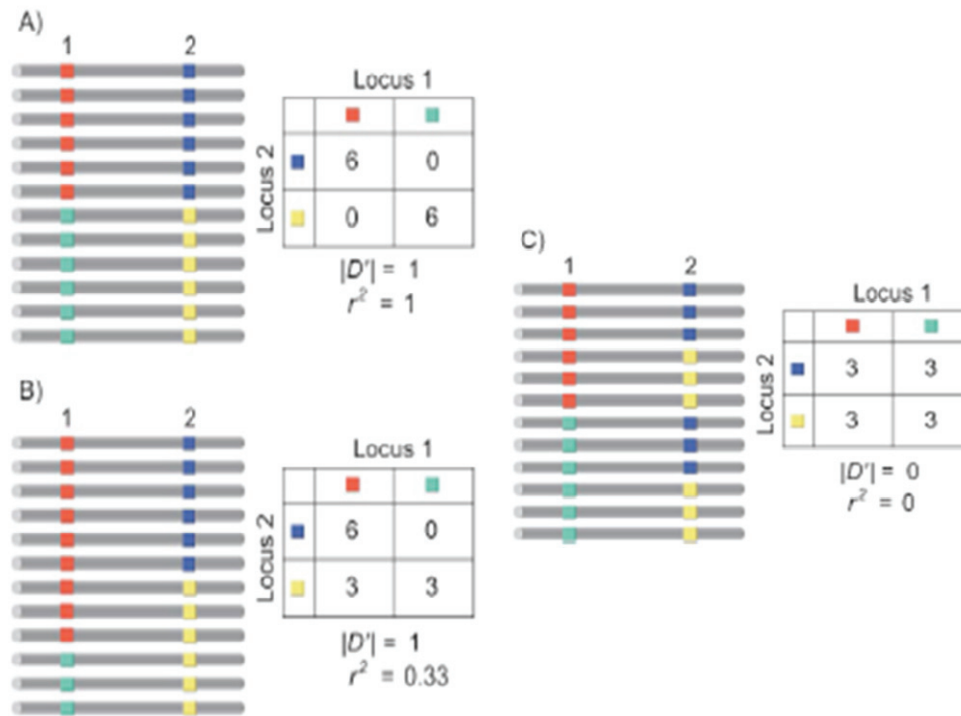 A)
1 2
Locus 1
Locus 2
6 0
0 6
|D'| = 1
r² = 1
B)
1 2
Locus 1
Locus 2
6 0
3 3
|D'| = 1
r² = 0.33
C)
1 2
Locus 1
Locus 2
3 3
3 3
|D'| = 0
r² = 0